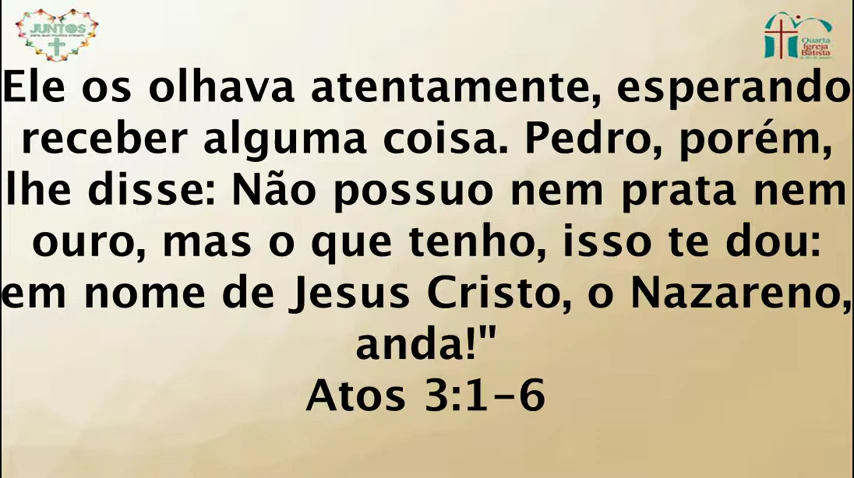 JUNTOS
Quarta
Igreja
Batista
Ele os olhava atentamente, esperando
receber alguma coisa. Pedro, porém,
lhe disse: Não possuo nem prata nem
ouro, mas o que tenho, isso te dou:
em nome de Jesus Cristo, o Nazareno,
anda!"
Atos 3:1-6